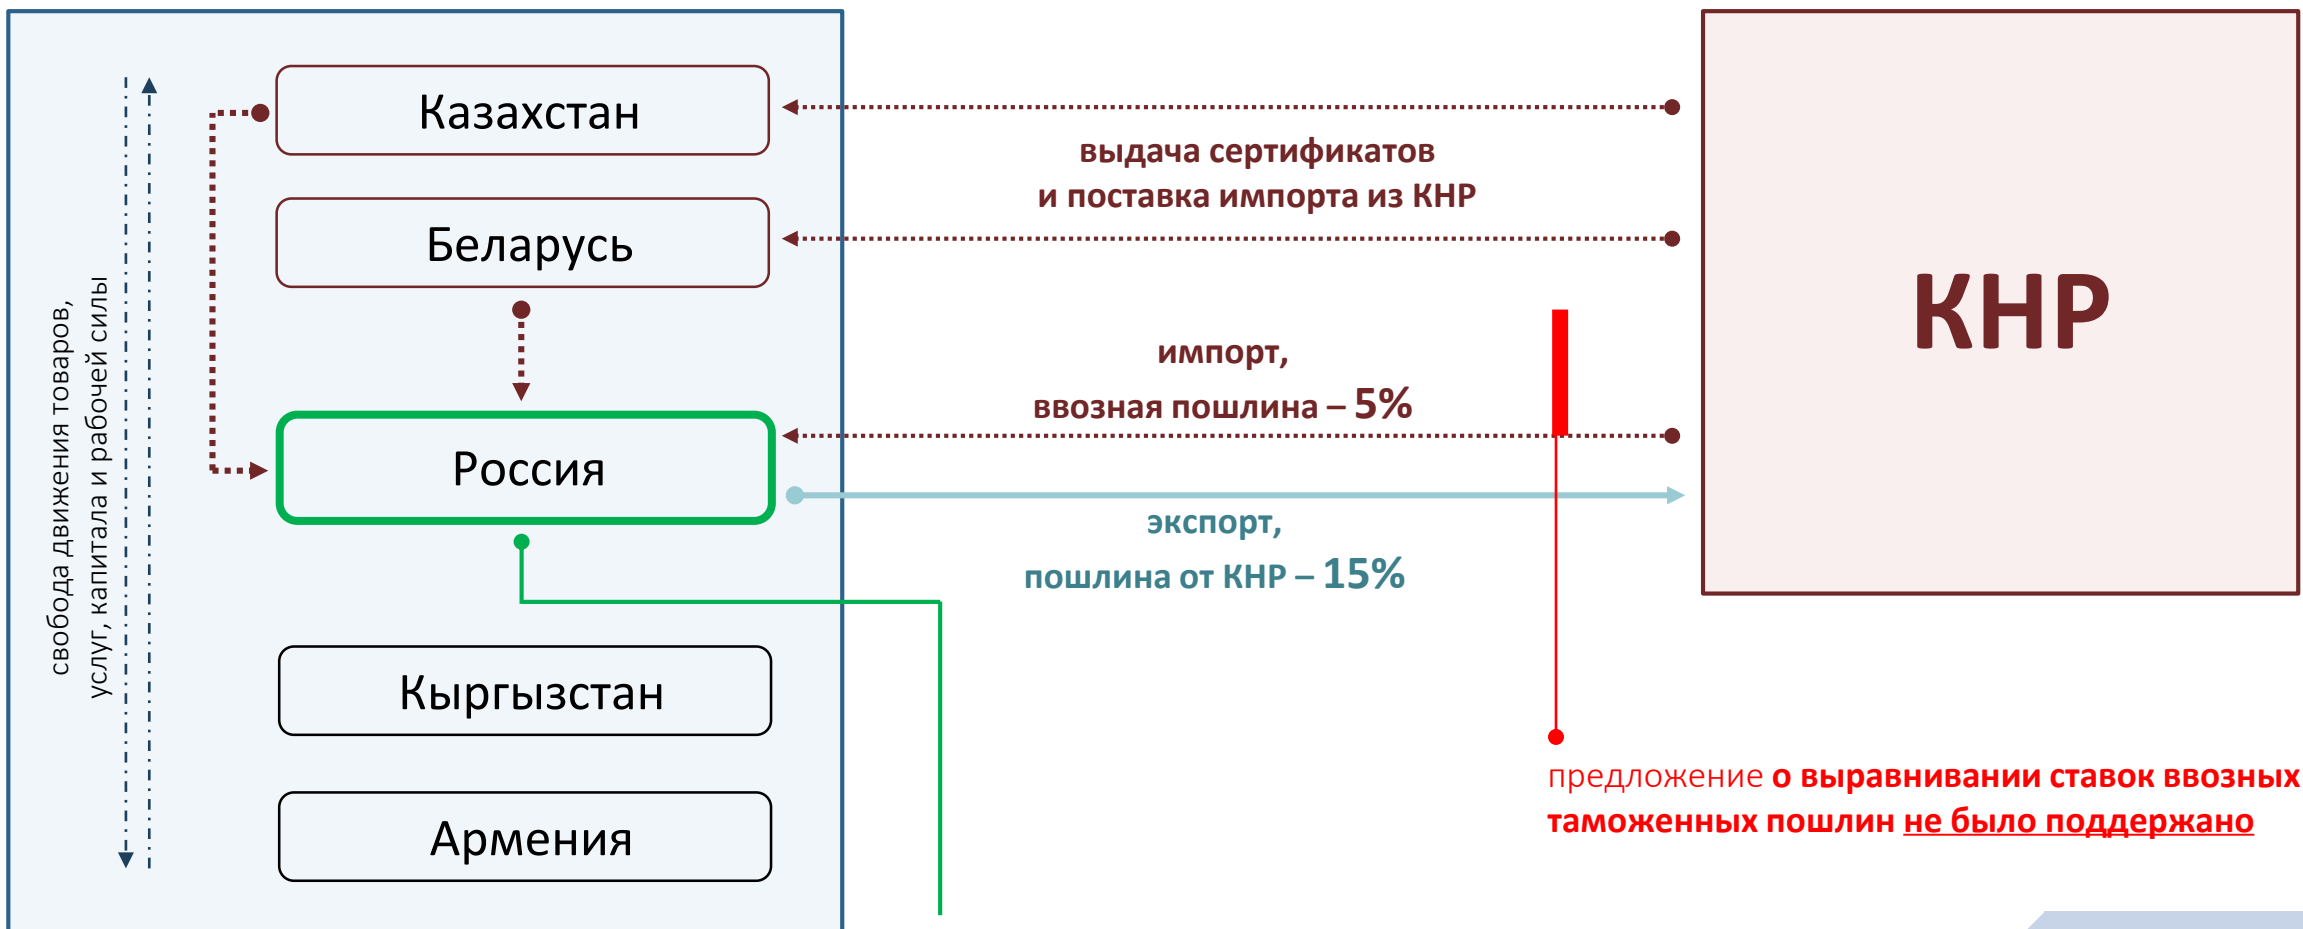 свобода движения товаров,
услуг, капитала и рабочей силы
Казахстан
Беларусь
Россия
Кыргызстан
Армения
выдача сертификатов
и поставка импорта из КНР
импорт,
ввозная пошлина – 5%
экспорт,
пошлина от КНР – 15%
КНР
предложение о выравнивании ставок ввозных
таможенных пошлин не было поддержано